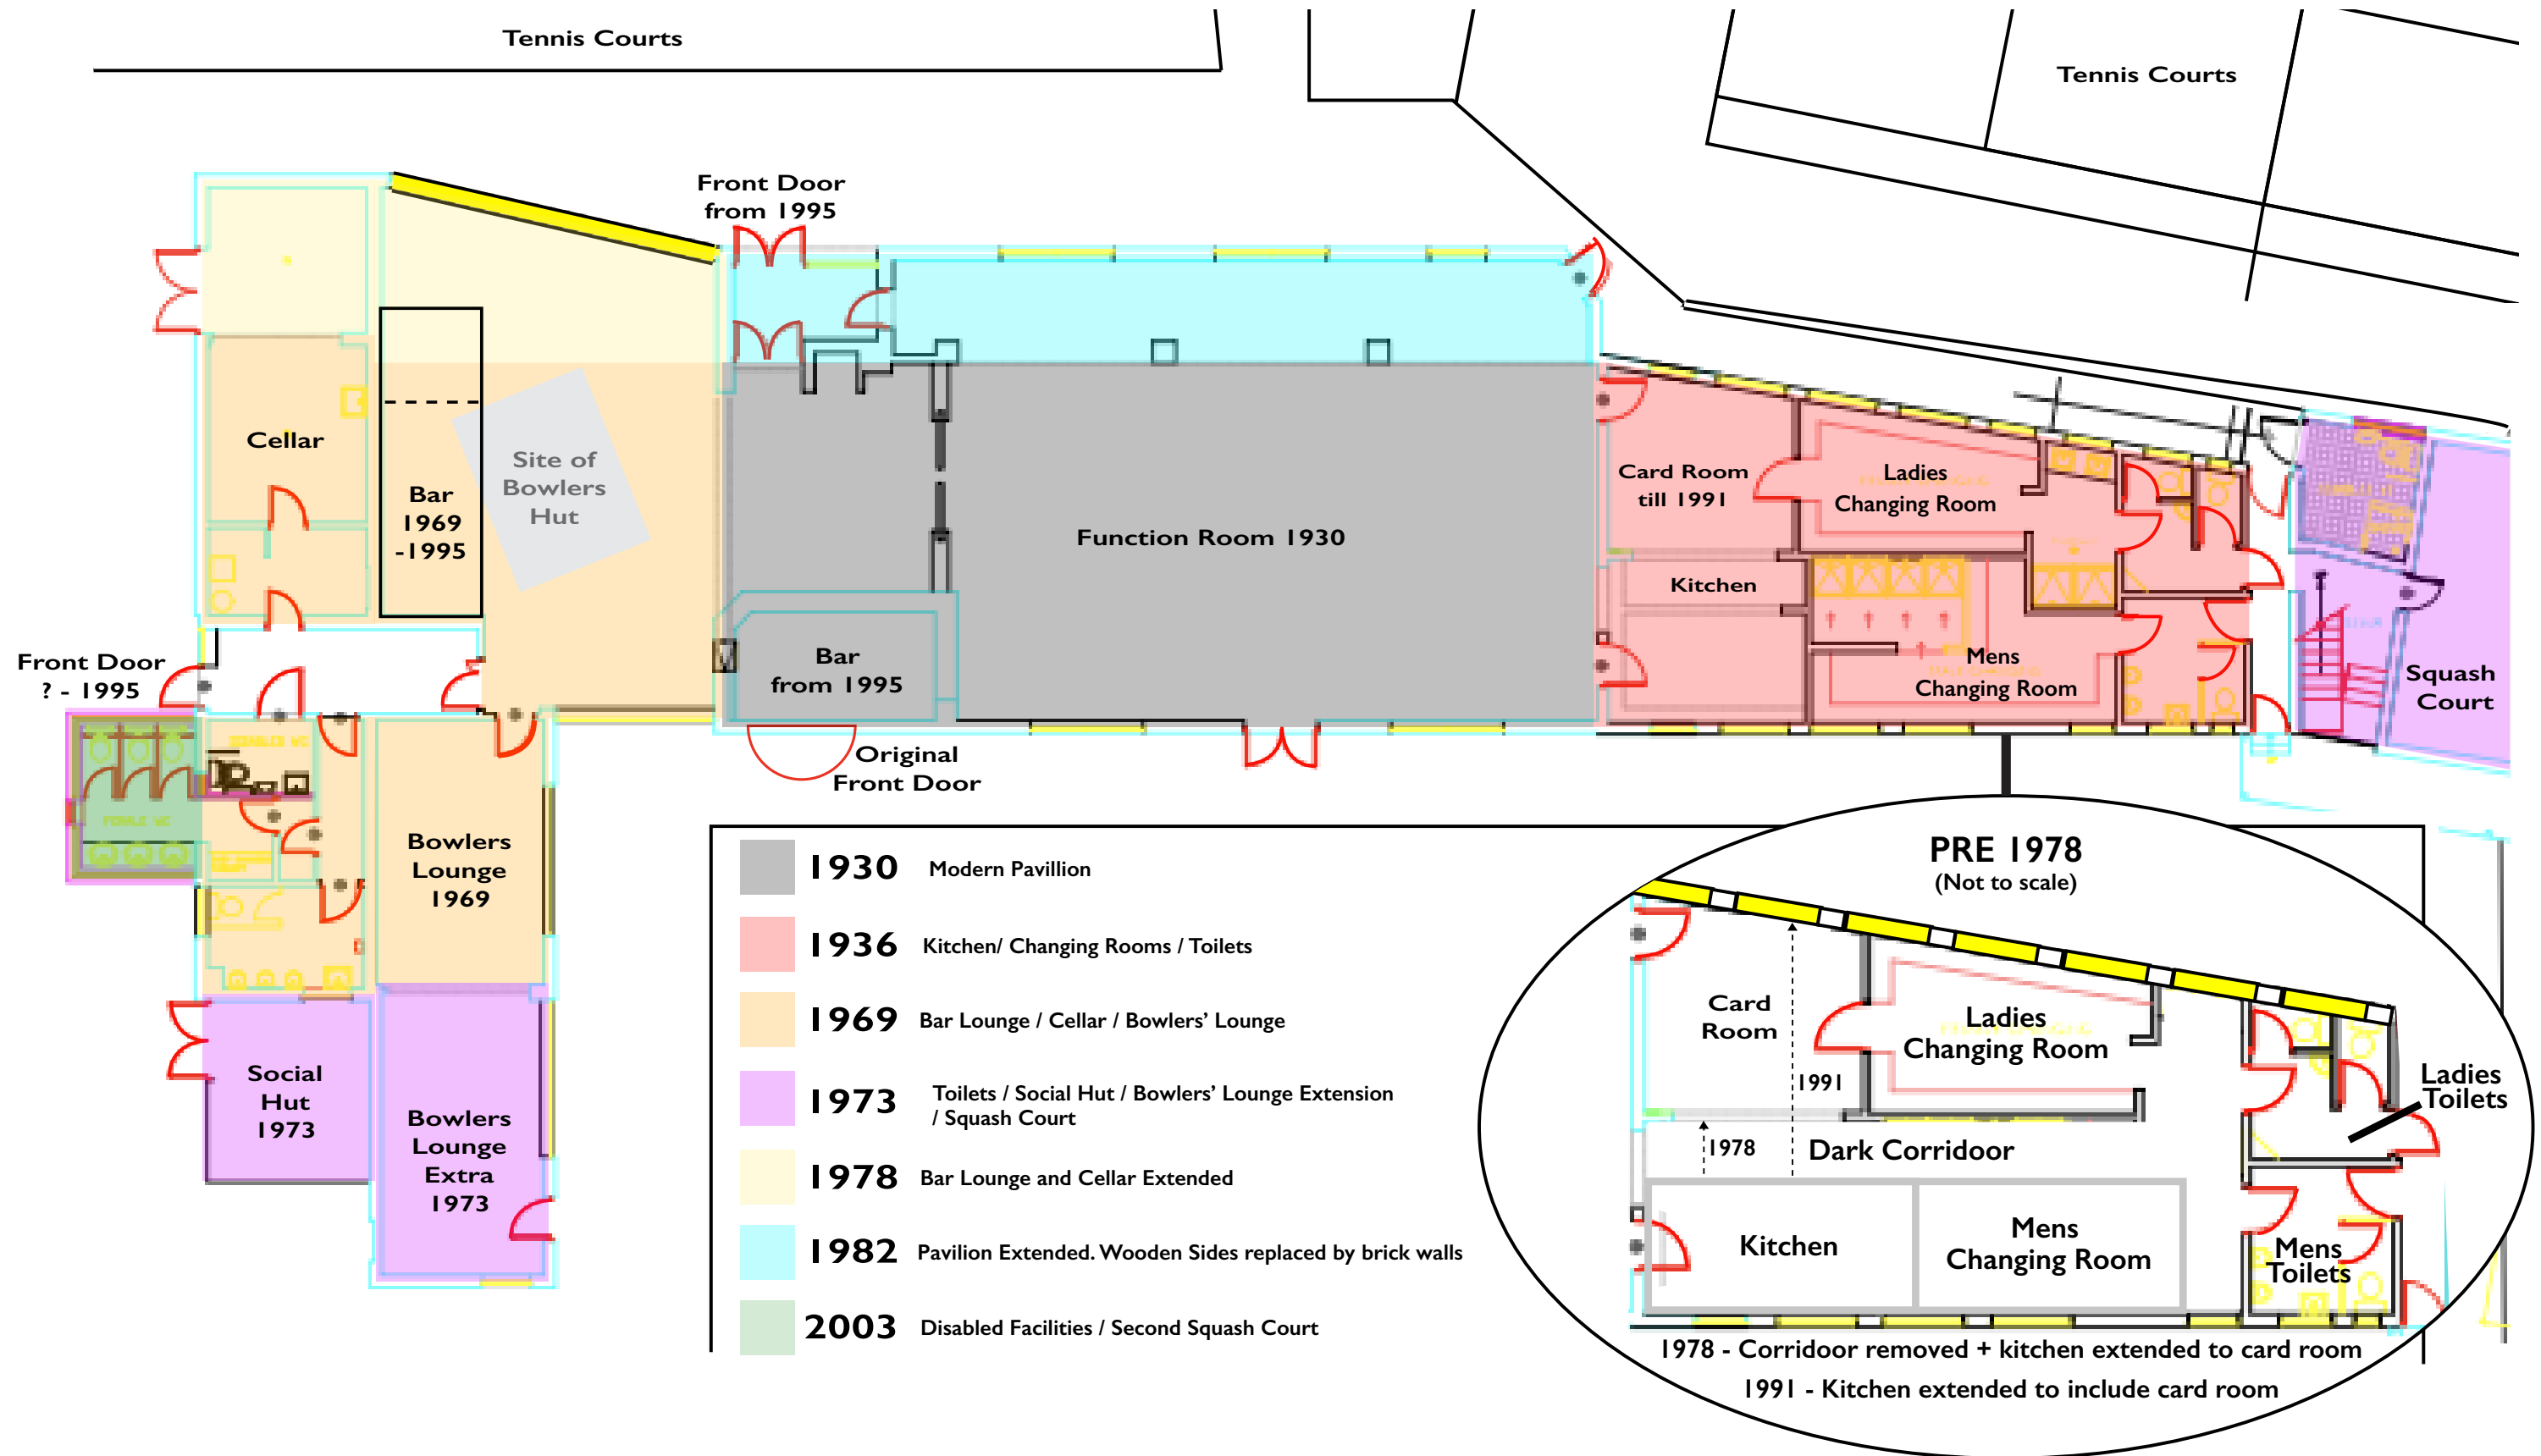 Tennis Courts
Tennis Courts
Front Door
from 1995
Cellar
Bar
1969
-1995
Site of
Bowlers
Hut
Function Room 1930
Card Room
till 1991
Ladies
Changing Room
Kitchen
Mens
Changing Room
Squash
Court
Front Door
? - 1995
Bar
from 1995
Original
Front Door
DISABLED WC
FEMALE WC
Bowlers
Lounge
1969
Social
Hut
1973
Bowlers
Lounge
Extra
1973
1930 Modern Pavillion
1936 Kitchen/ Changing Rooms / Toilets
1969 Bar Lounge / Cellar / Bowlers’ Lounge
1973 Toilets / Social Hut / Bowlers’ Lounge Extension
/ Squash Court
1978 Bar Lounge and Cellar Extended
1982 Pavilion Extended. Wooden Sides replaced by brick walls
2003 Disabled Facilities / Second Squash Court
PRE 1978
(Not to scale)
Card
Room
Ladies
Changing Room
1991
Ladies
Toilets
1978
Dark Corridoor
Kitchen
Mens
Changing Room
Mens
Toilets
1978 - Corridoor removed + kitchen extended to card room
1991 - Kitchen extended to include card room